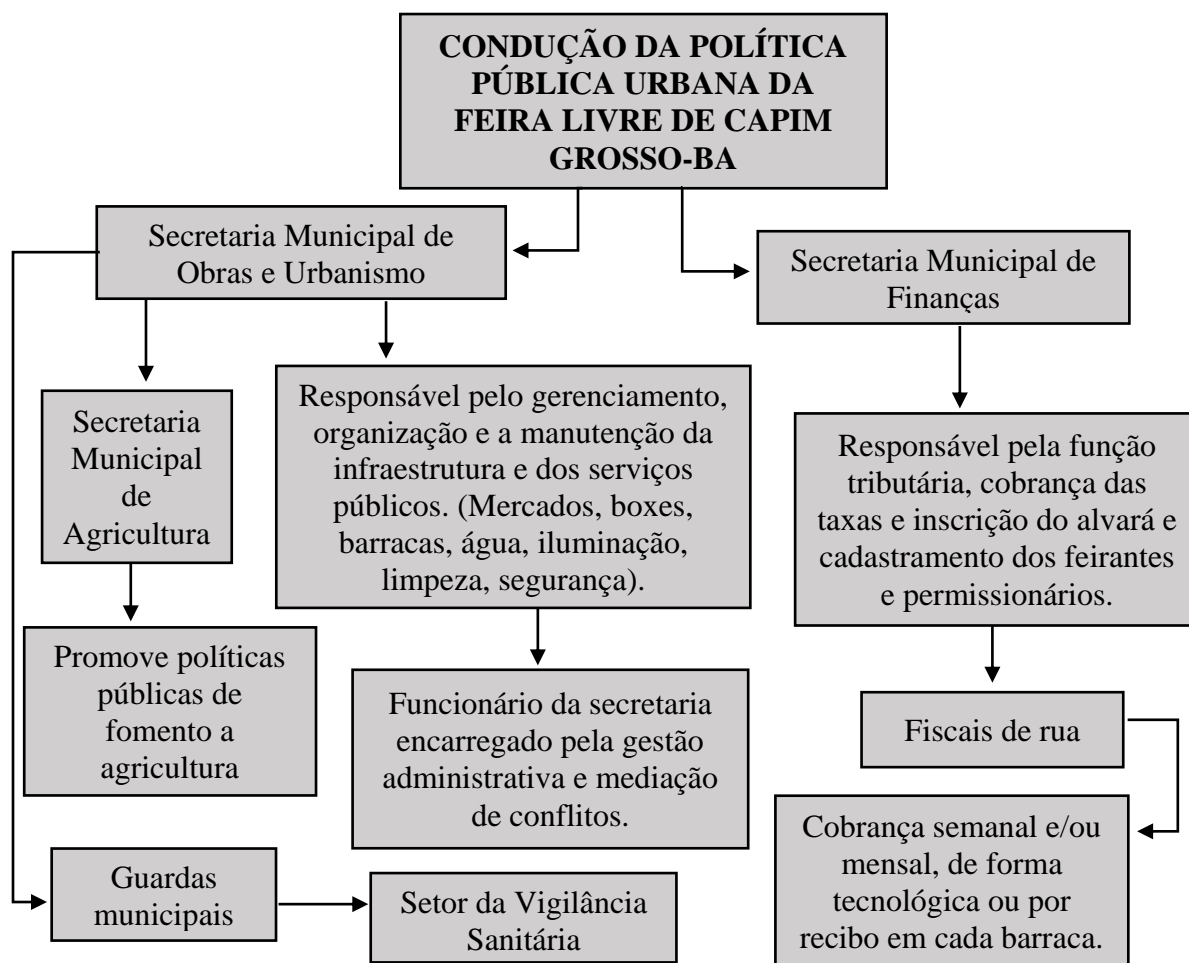 CONDUÇÃO DA POLÍTICA
PÚBLICA URBANA DA
FEIRA LIVRE DE CAPIM
GROSSO-BA
Secretaria Municipal de
Obras e Urbanismo
Secretaria Municipal de
Finanças
Secretaria
Municipal
de
Agricultura
Responsável pelo gerenciamento,
organização e a manutenção da
infraestrutura e dos serviços
públicos. (Mercados, boxes,
barracas, água, iluminação,
limpeza, segurança).
Responsável pela função
tributária, cobrança das
taxas e inscrição do alvará e
cadastramento dos feirantes
e permissionários.
Promove políticas
públicas de
fomento a
agricultura
Funcionário da secretaria
encarregado pela gestão
administrativa e mediação
de conflitos.
Fiscais de rua
Cobrança semanal e/ou
mensal, de forma
tecnológica ou por
recibo em cada barraca.
Guardas
municipais
Setor da Vigilância
Sanitária